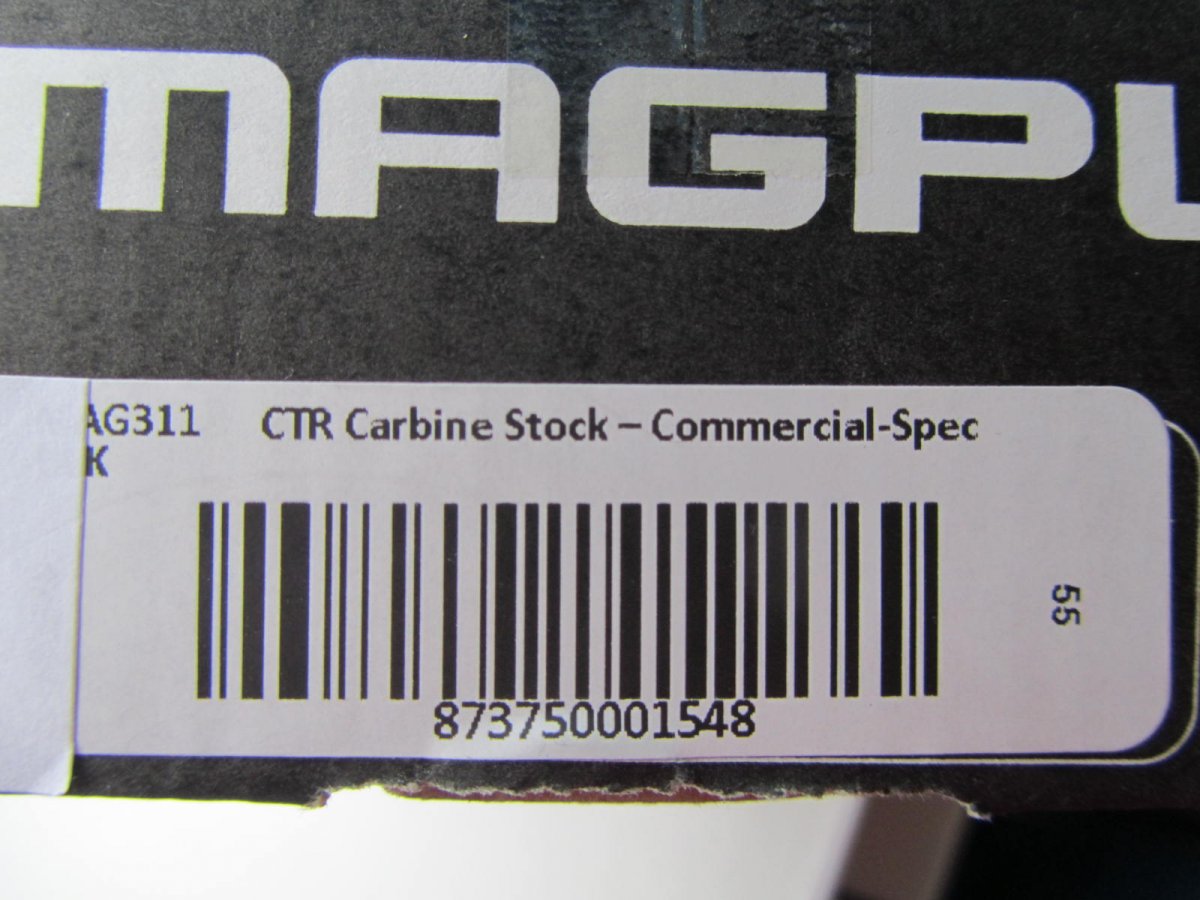 MAGPU
AG311 CTR Carbine Stock – Commercial-Spec
K
55
873750001548